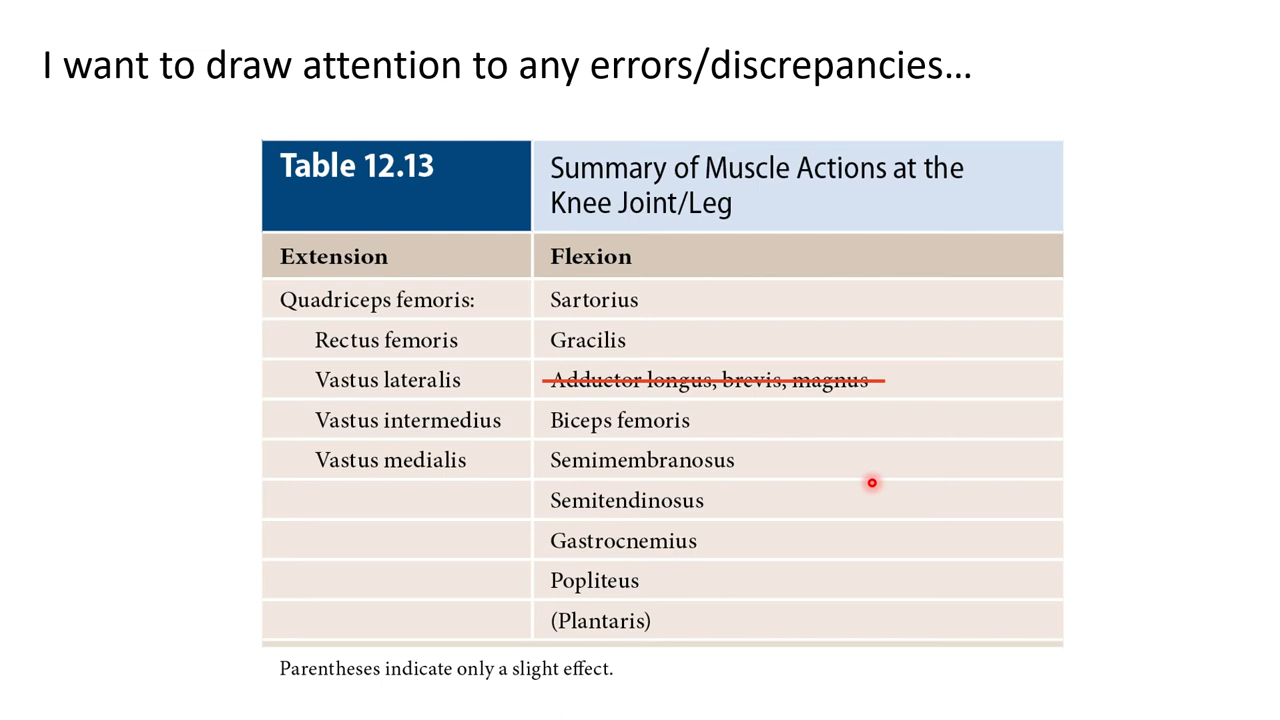 I want to draw attention to any errors/discrepancies…
Table 12.13
Summary of Muscle Actions at the
Knee Joint/Leg
Extension
Flexion
Quadriceps femoris:
Sartorius
Rectus femoris
Gracilis
Vastus lateralis
Adductor longus, brevis, magnus
Vastus intermedius
Biceps femoris
Vastus medialis
Semimembranosus
Semitendinosus
Gastrocnemius
Popliteus
(Plantaris)
Parentheses indicate only a slight effect.